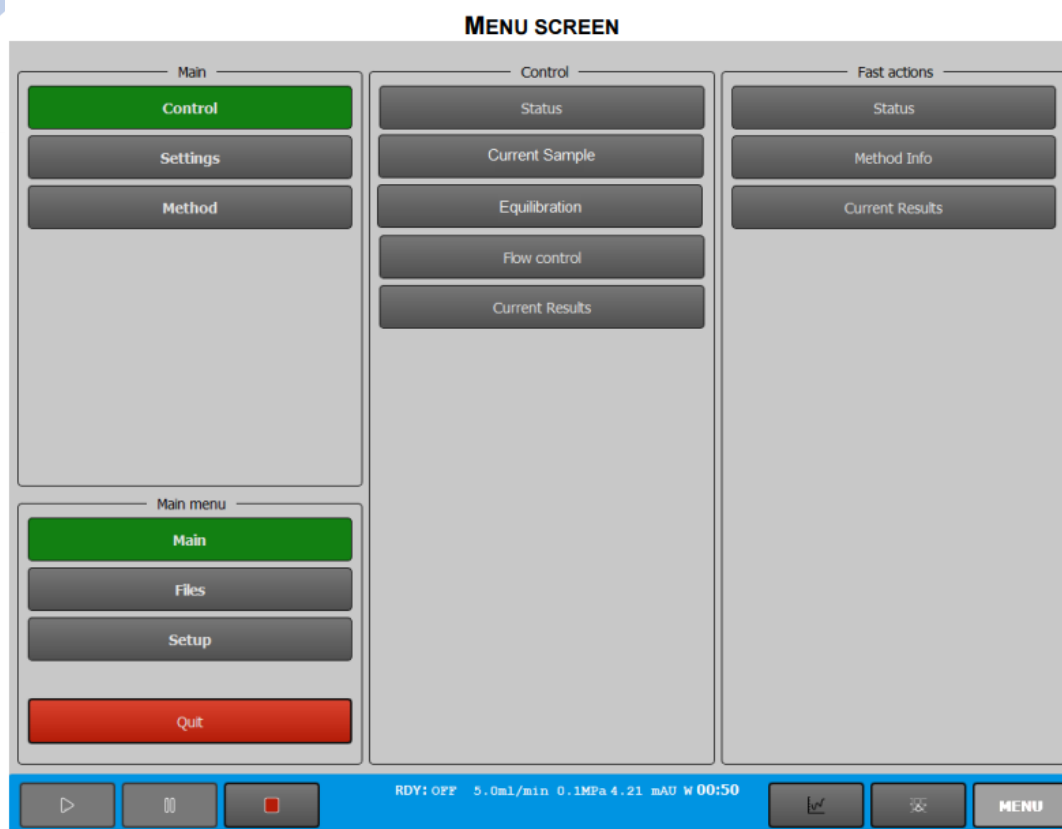 MENU SCREEN
Main
Control
Settings
Method
Control
Status
Current Sample
Equilibration
Flow control
Current Results
Fast actions
Status
Method Info
Current Results
Main menu
Main
Files
Setup
Quit
RDY: OFF 5.0ml/min 0.1MPa 4.21 mAU W 00:50
MENU